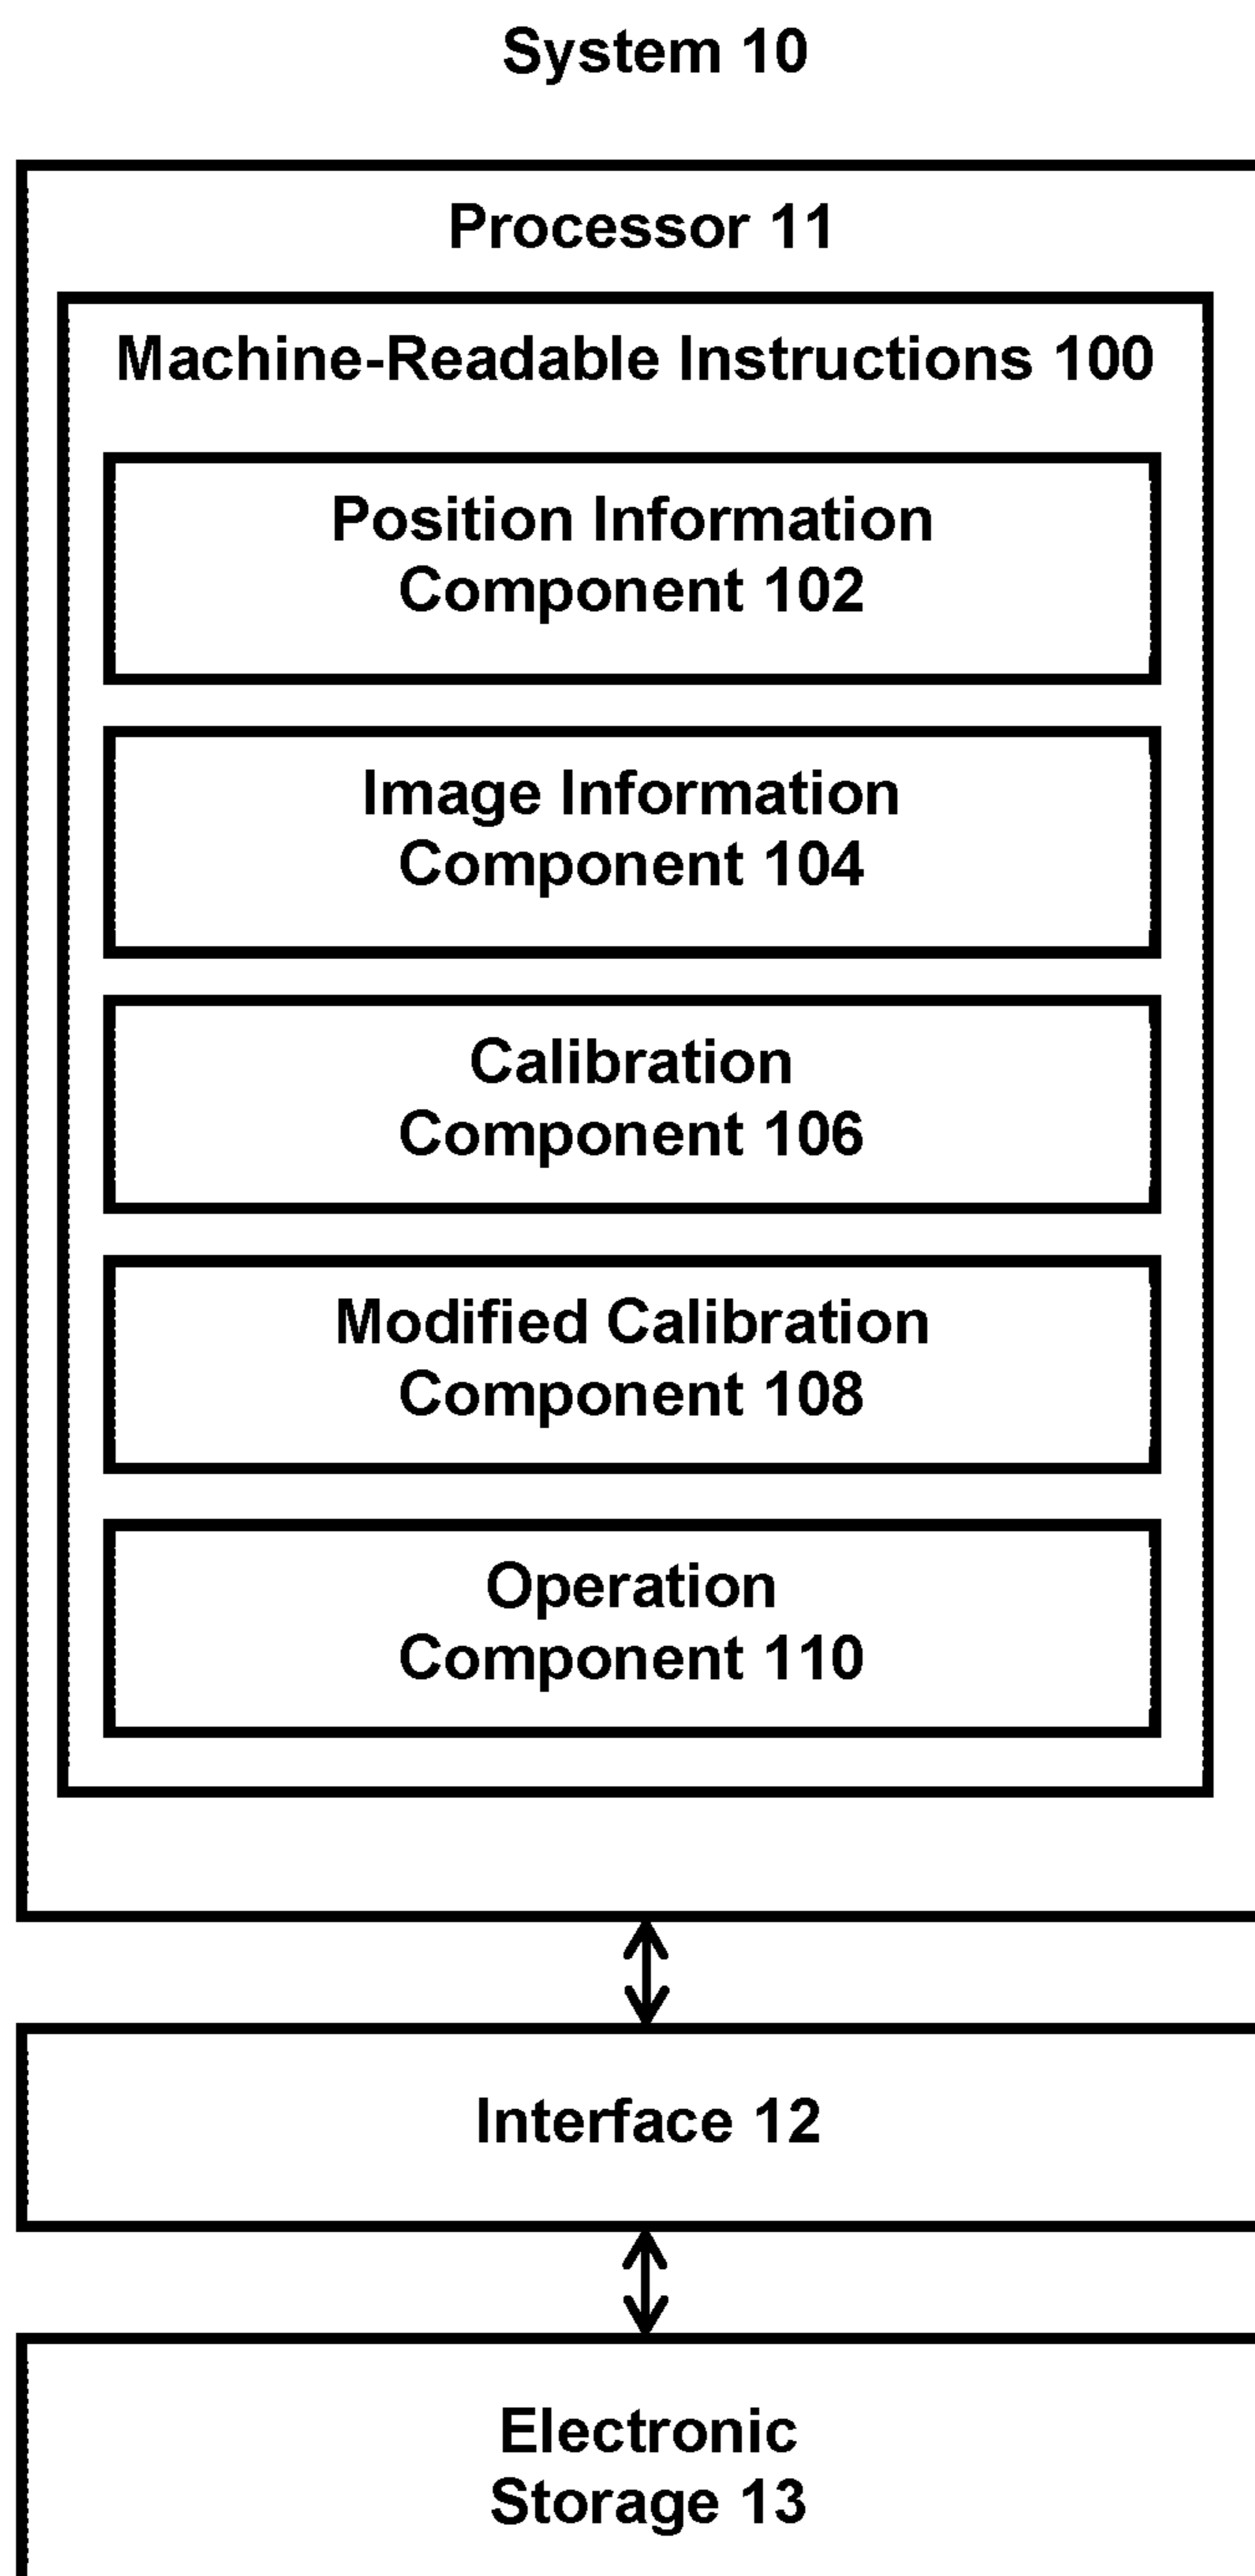 System 10
Processor 11
Machine-Readable Instructions 100
Position Information
Component 102
Image Information
Component 104
Calibration
Component 106
Modified Calibration
Component 108
Operation
Component 110
Interface 12
Electronic
Storage 13